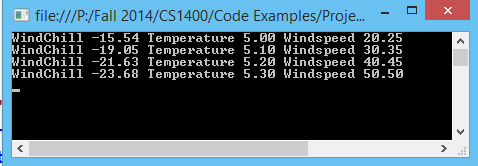 file:///P:/Fall 2014/CS1400/Code Examples/Proje...
WindChill -15.54 Temperature 5.00 Windspeed 20.25
WindChill -19.05 Temperature 5.10 Windspeed 30.35
WindChill -21.63 Temperature 5.20 Windspeed 40.45
WindChill -23.68 Temperature 5.30 Windspeed 50.50